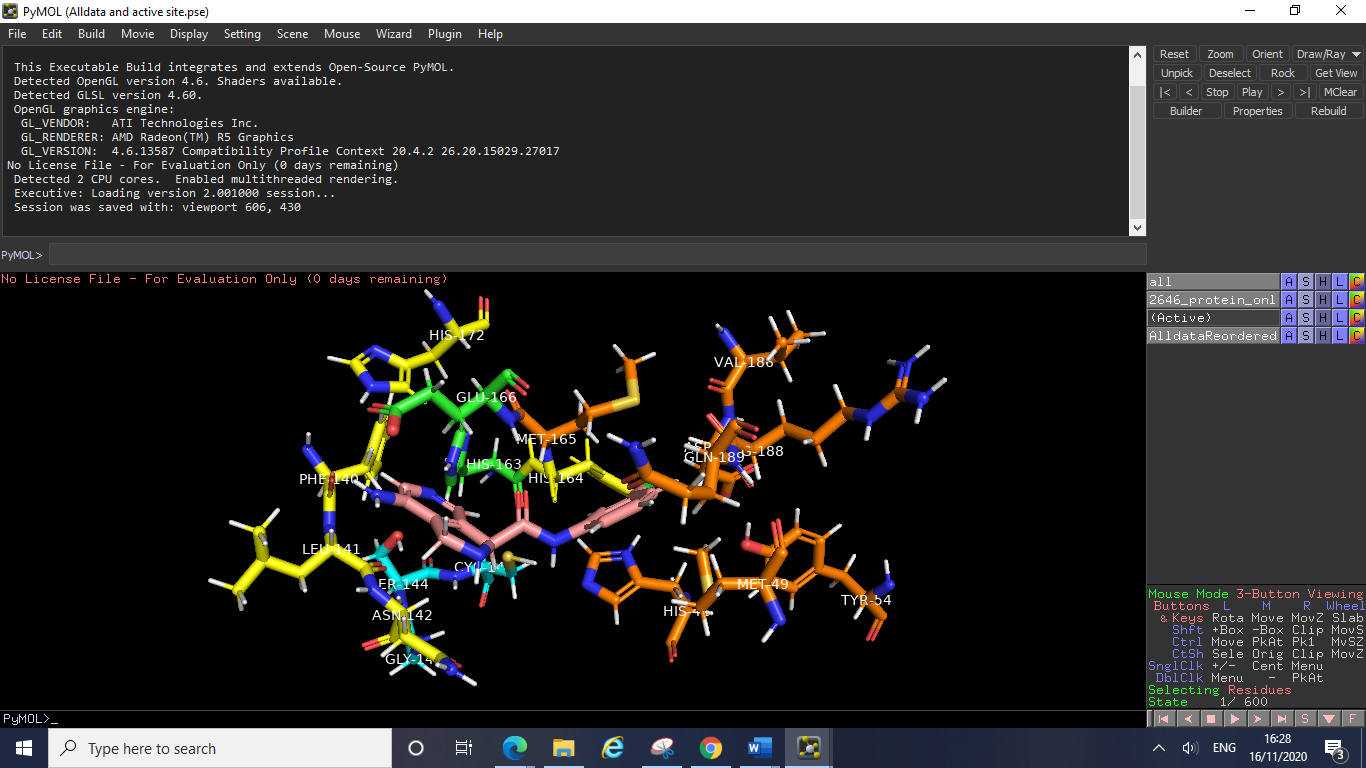 PyMOL (Alldata and active site.pse)
File Edit Build Movie Display Setting Scene Mouse Wizard Plugin Help
This Executable Build integrates and extends Open-Source PyMOL.
Detected OpenGL version 4.6. Shaders available.
Detected GLSL version 4.60.
OpenGL graphics engine:
GL_VENDOR: ATI Technologies Inc.
GL_RENDERER: AMD Radeon(TM) R5 Graphics
GL_VERSION: 4.6.13587 Compatibility Profile Context 20.4.2 26.20.15029.27017
No License File - For Evaluation Only (0 days remaining)
Detected 2 CPU cores. Enabled multithreaded rendering.
Executive: Loading version 2.001000 session...
Session was saved with: viewport 606, 430
PyMOL>
Reset Zoom Orient Draw/Ray
Unpick Deselect Rock Get View
|< < Stop Play > >| MClear
Builder Properties Rebuild
No License File - For Evaluation Only (0 days remaining)
all A S H L C
2646_protein_onl A S H L C
(Active) A S H L C
AlldataReordered A S H L C
HIS-172
VAL-186
GLU-166
MET-165
GLN-189
G-188
HIS-163
HIS-164
PHE-140
LEU-141
ER-144
MET-49
TYR-54
HIS-4
ASN-142
GLY-14
Mouse Mode 3-Button Viewing
Buttons L M R Wheel
& Keys Rota Move MovZ Slab
Shft +Box -Box Clip MovS
Ctrl Move PkAt Pk1 MvSZ
CtSh Sele Orig Clip MovZ
SnglClk +/- Cent Menu
DblClk Menu - PkAt
Selecting Residues
State 1/ 600
PyMOL>_
S F
Type here to search
ENG
16:28
16/11/2020
3